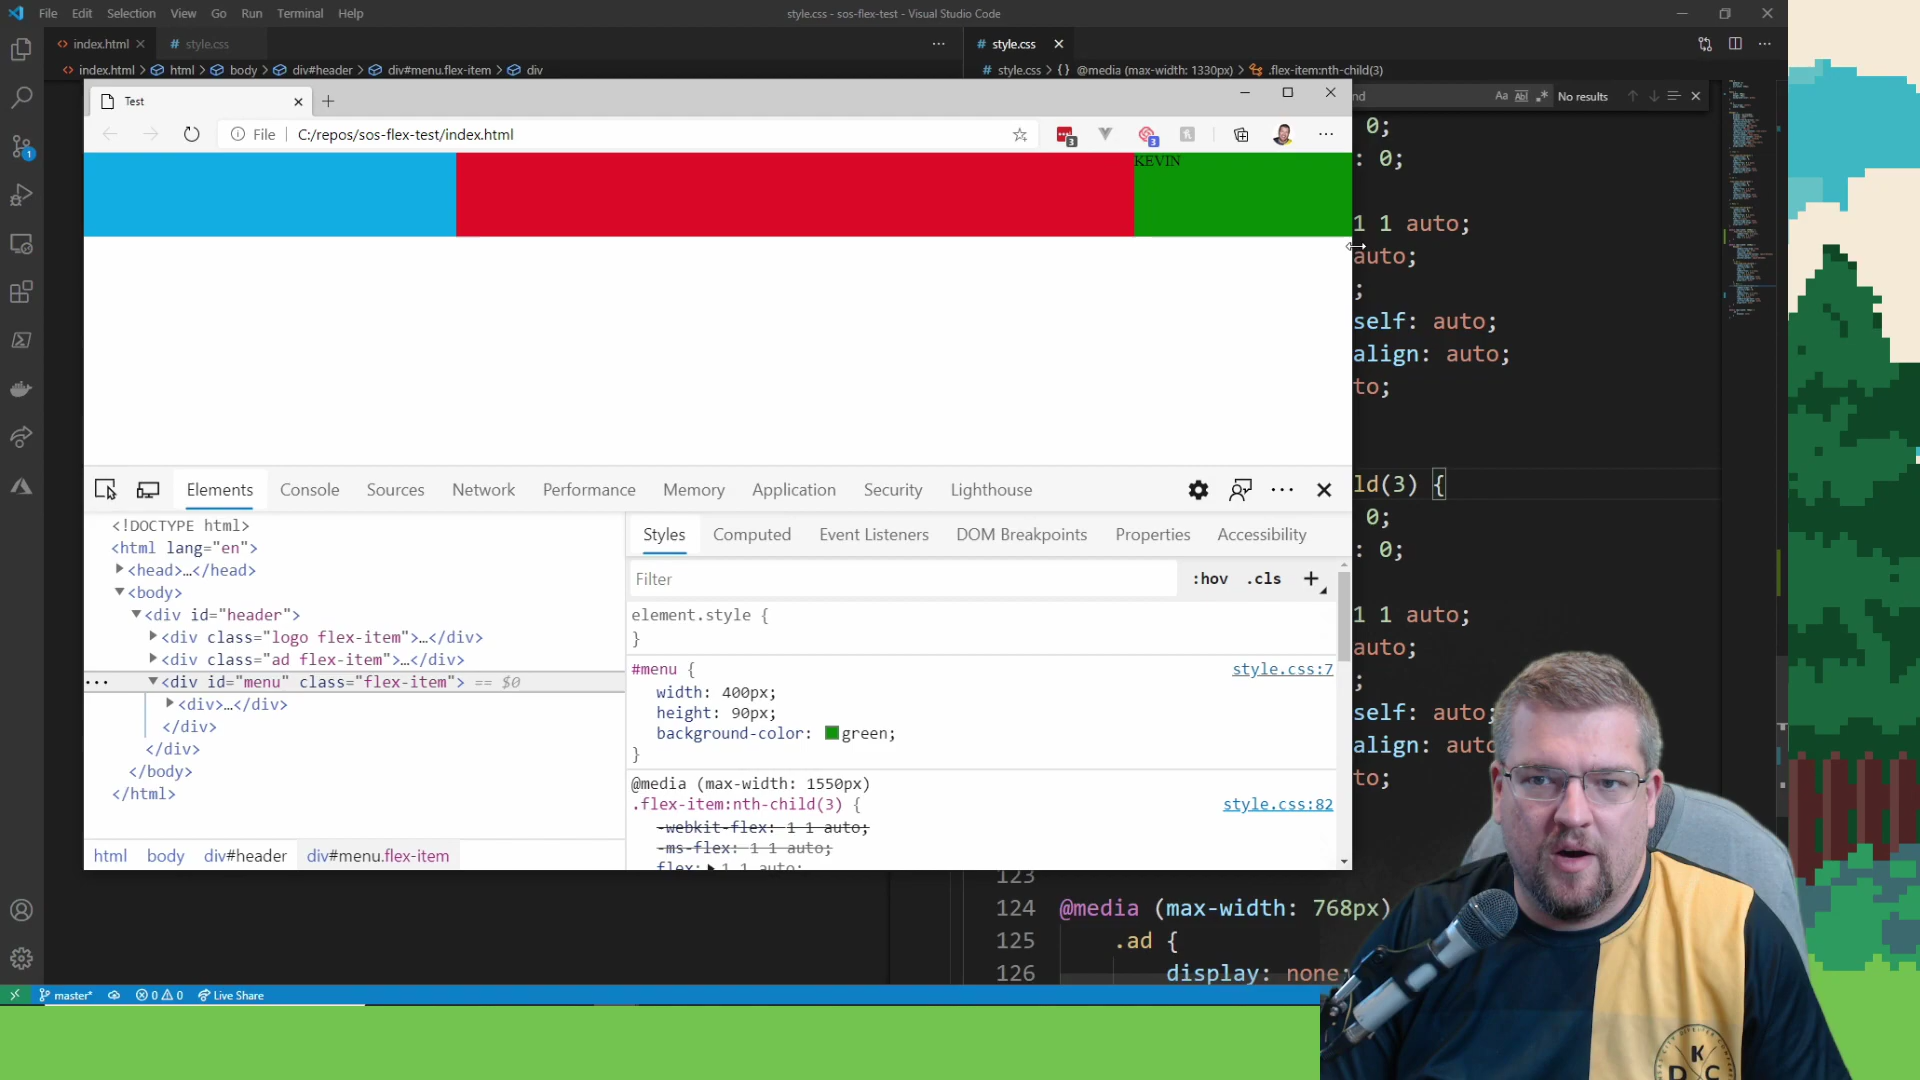 File Edit Selection View Go Run Terminal Help
style.css - sos-flex-test - Visual Studio Code
index.html
style.css
style.css
index.html > html > body > div#header > div#menu.flex-item > div
style.css > {} @media (max-width: 1330px) > .flex-item:nth-child(3)
Test
nd
Aa Abl .* No results
File C:/repos/sos-flex-test/index.html
3
3
KEVIN
1
0;
: 0;
1 1 auto;
auto;
;
self: auto;
align: auto;
to;
ld(3) {
0;
: 0;
1 1 auto;
auto;
;
self: auto;
align: auto
to;
Elements Console Sources Network Performance Memory Application Security Lighthouse
<!DOCTYPE html>
<html lang="en">
<head>…</head>
<body>
<div id="header">
<div class="logo flex-item">…</div>
<div class="ad flex-item">…</div>
<div id="menu" class="flex-item"> == $0
<div>…</div>
</div>
</div>
</body>
</html>
html body div#header div#menu.flex-item
Styles Computed Event Listeners DOM Breakpoints Properties Accessibility
Filter
:hov .cls +
element.style {
}
#menu { style.css:7
width: 400px;
height: 90px;
background-color: green;
}
@media (max-width: 1550px)
.flex-item:nth-child(3) { style.css:82
-webkit-flex: 1 1 auto;
-ms-flex: 1 1 auto;
flex: 1 1 auto;
123
124 @media (max-width: 768px)
125 .ad {
126 display: none;
master* 0 0 Live Share
K
D C